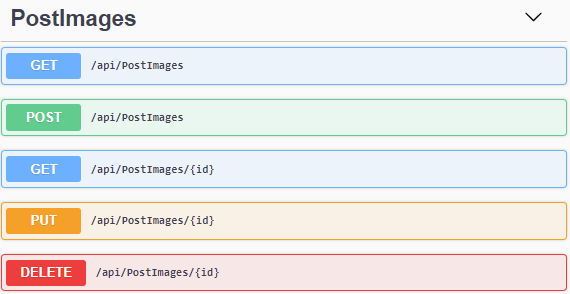 PostImages
GET /api/PostImages
POST /api/PostImages
GET /api/PostImages/{id}
PUT /api/PostImages/{id}
DELETE /api/PostImages/{id}